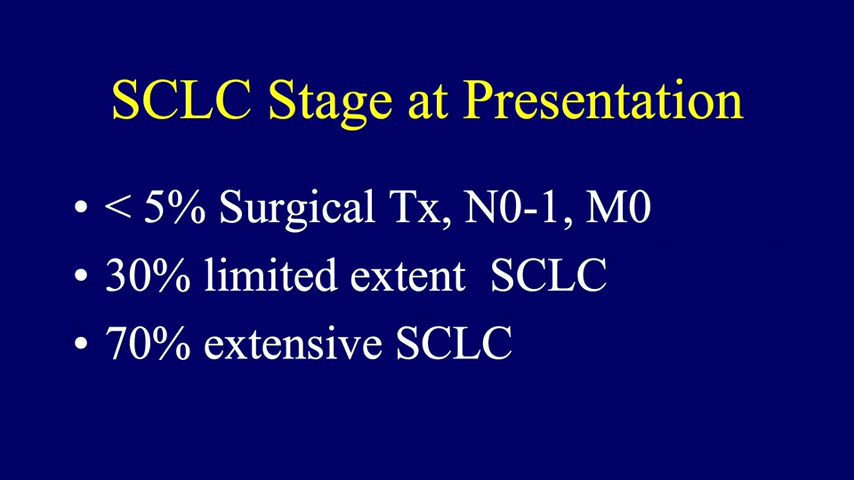 SCLC Stage at Presentation
• < 5% Surgical Tx, N0-1, M0
• 30% limited extent  SCLC
• 70% extensive SCLC